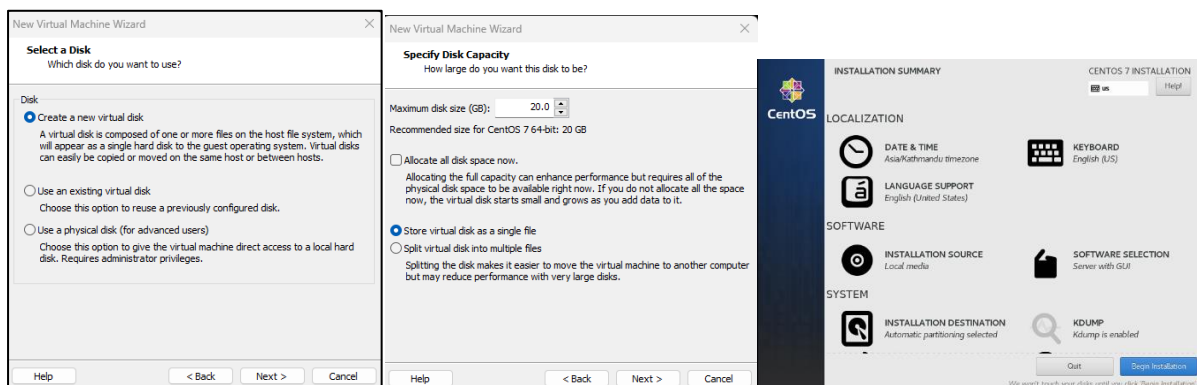 New Virtual Machine Wizard
Select a Disk
Which disk do you want to use?
Disk
Create a new virtual disk
A virtual disk is composed of one or more files on the host file system, which
will appear as a single hard disk to the guest operating system. Virtual disks
can easily be copied or moved on the same host or between hosts.
Use an existing virtual disk
Choose this option to reuse a previously configured disk.
Use a physical disk (for advanced users)
Choose this option to give the virtual machine direct access to a local hard
disk. Requires administrator privileges.
Help
< Back
Next >
Cancel
New Virtual Machine Wizard
Specify Disk Capacity
How large do you want this disk to be?
Maximum disk size (GB): 20.0
Recommended size for CentOS 7 64-bit: 20 GB
Allocate all disk space now.
Allocating the full capacity can enhance performance but requires all of the
physical disk space to be available right now. If you do not allocate all the space
now, the virtual disk starts small and grows as you add data to it.
Store virtual disk as a single file
Split virtual disk into multiple files
Splitting the disk makes it easier to move the virtual machine to another computer
but may reduce performance with very large disks.
Help
< Back
Next >
Cancel
CentOS
INSTALLATION SUMMARY
CENTOS 7 INSTALLATION
us
Help!
LOCALIZATION
DATE & TIME
Asia/Kathmandu timezone
KEYBOARD
English (US)
LANGUAGE SUPPORT
English (United States)
SOFTWARE
INSTALLATION SOURCE
Local media
SOFTWARE SELECTION
Server with GUI
SYSTEM
INSTALLATION DESTINATION
Automatic partitioning selected
KDUMP
Kdump is enabled
Quit
Begin Installation
We won't touch your disks until you click 'Begin Installation'